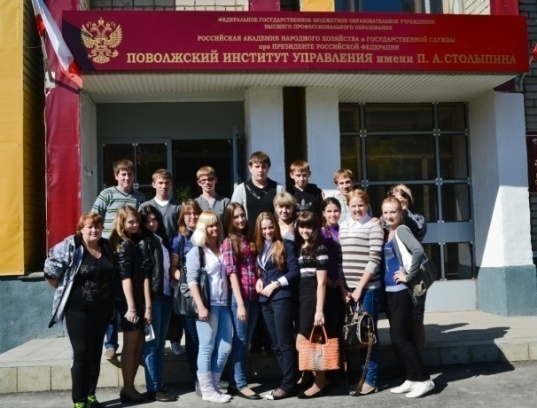 ФЕДЕРАЛЬНОЕ ГОСУДАРСТВЕННОЕ БЮДЖЕТНОЕ ОБРАЗОВАТЕЛЬНОЕ УЧРЕЖДЕНИЕ
ВЫСШЕГО ПРОФЕССИОНАЛЬНОГО ОБРАЗОВАНИЯ
РОССИЙСКАЯ АКАДЕМИЯ НАРОДНОГО ХОЗЯЙСТВА и ГОСУДАРСТВЕННОЙ СЛУЖБЫ
при ПРЕЗИДЕНТЕ РОССИЙСКОЙ ФЕДЕРАЦИИ
ПОВОЛЖСКИЙ ИНСТИТУТ УПРАВЛЕНИЯ имени П. А. СТОЛЫПИНА